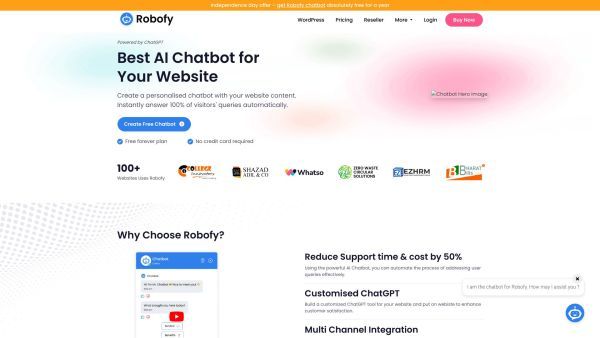 Independence Day offer - get Robofy chatbot absolutely free for a year
Robofy
WordPress Pricing Reseller More Login Buy Now
Powered by ChatGPT
Best AI Chatbot for
Your Website
Create a personalised chatbot with your website content.
Instantly answer 100% of visitors' queries automatically.
Create Free Chatbot
Free forever plan No credit card required
Chatbot Hero image
100+
Websites Uses Robofy
SHAZAD
ADIL & CO
Whatso
ZERO WASTE
CIRCULAR
SOLUTIONS
EZHRM
BHARAT
Bills
Why Choose Robofy?
Chatbot
Reduce Support time & cost by 50%
Using the powerful AI Chatbot, you can automate the process of addressing user
queries effectively.
Customised ChatGPT
Build a customized ChatGPT tool for your website and put on website to enhance
customer satisfaction.
Multi Channel Integration
I am the chatbot for Robofy. How may I assist you ?